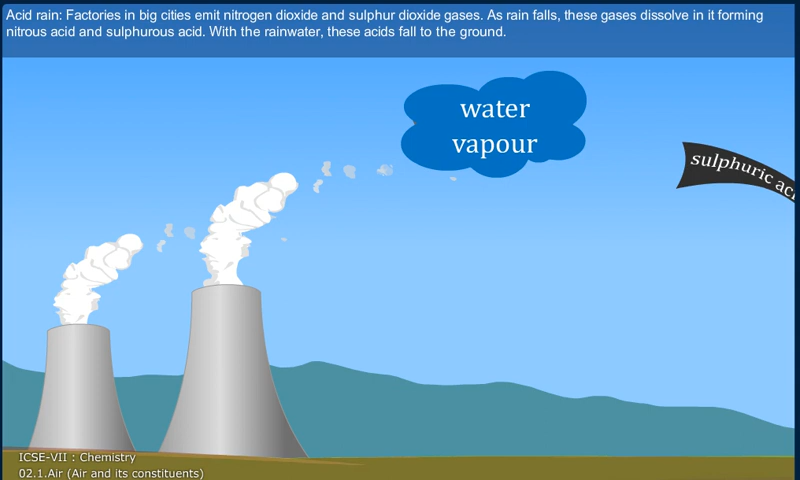 Acid rain: Factories in big cities emit nitrogen dioxide and sulphur dioxide gases. As rain falls, these gases dissolve in it forming
nitrous acid and sulphurous acid. With the rainwater, these acids fall to the ground.
water
vapour
sulphuric
ICSE-VII : Chemistry
02.1.Air (Air and its constituents)